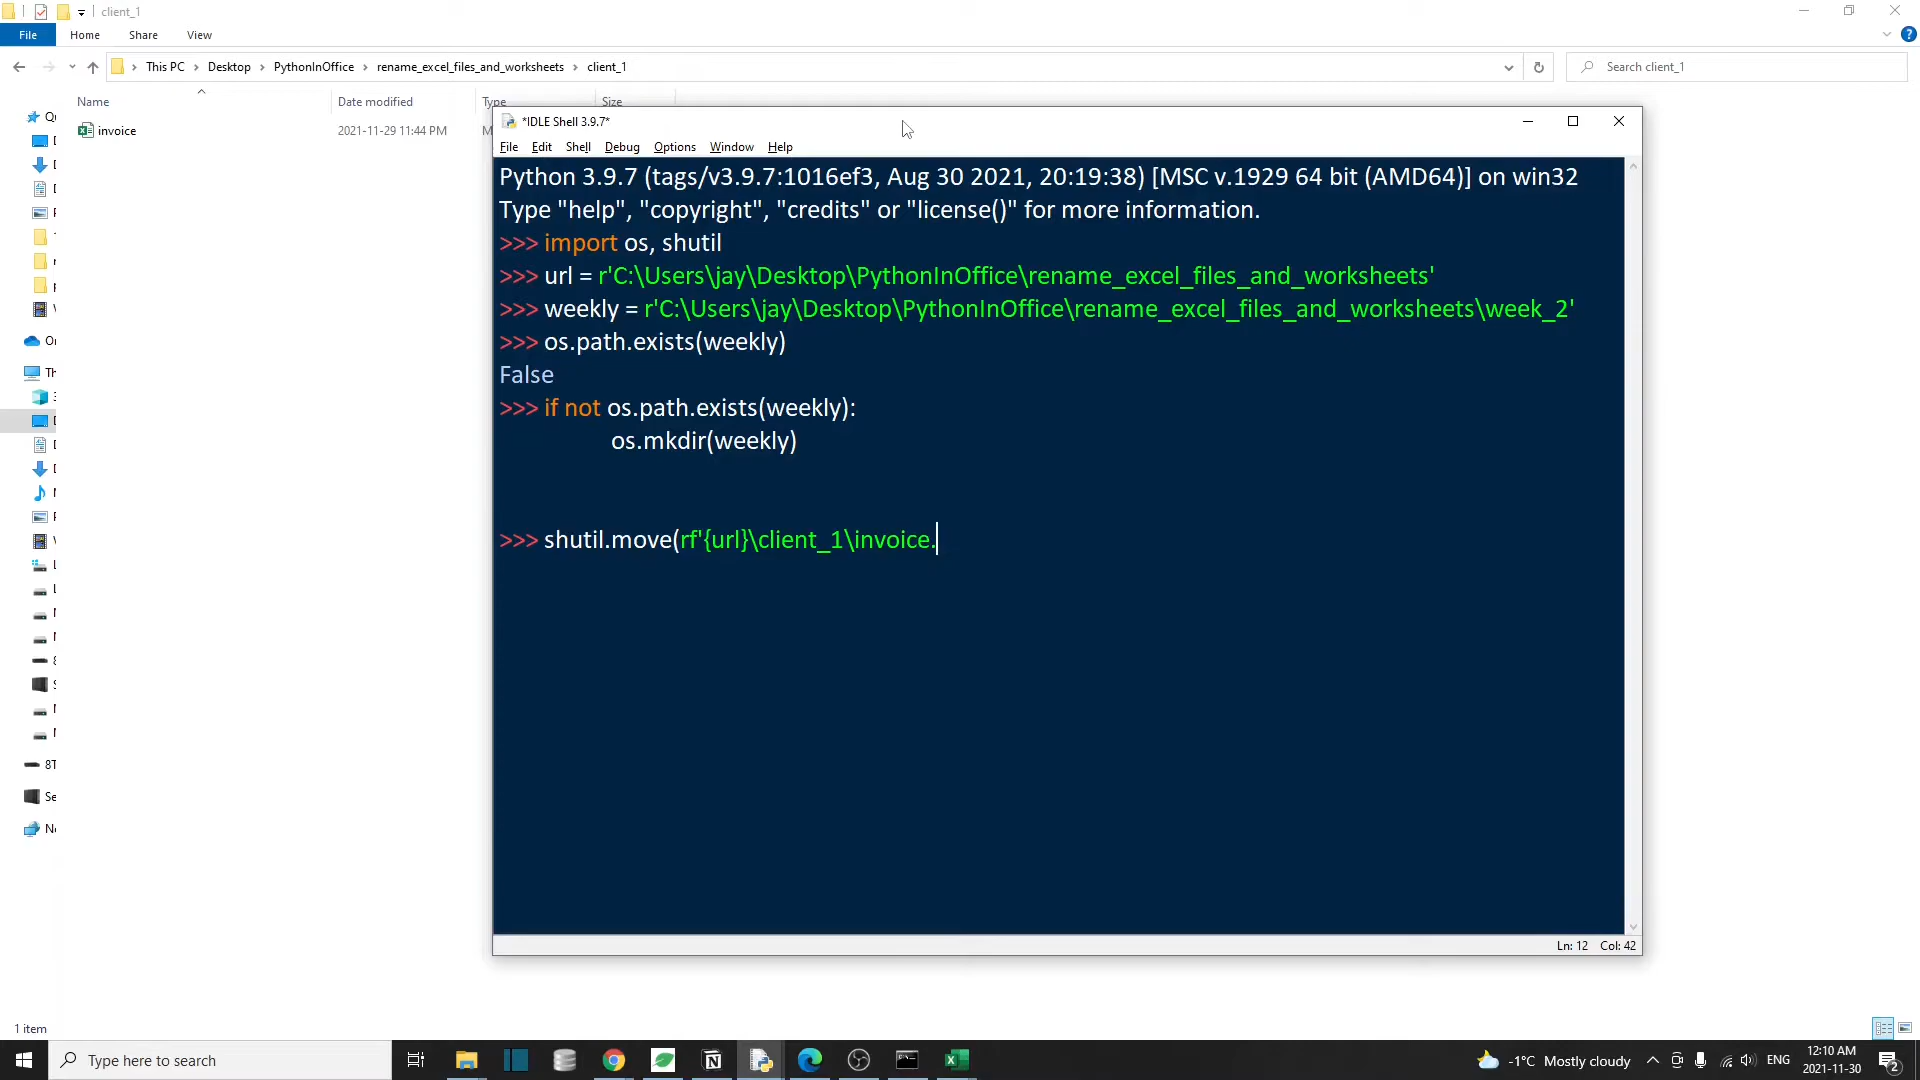 client_1
File Home Share View
This PC > Desktop > PythonInOffice > rename_excel_files_and_worksheets > client_1
Search client_1
Name Date modified Type Size
invoice 2021-11-29 11:44 PM
*IDLE Shell 3.9.7*
File Edit Shell Debug Options Window Help
Python 3.9.7 (tags/v3.9.7:1016ef3, Aug 30 2021, 20:19:38) [MSC v.1929 64 bit (AMD64)] on win32
Type "help", "copyright", "credits" or "license()" for more information.
>>> import os, shutil
>>> url = r'C:\Users\jay\Desktop\PythonInOffice\rename_excel_files_and_worksheets'
>>> weekly = r'C:\Users\jay\Desktop\PythonInOffice\rename_excel_files_and_worksheets\week_2'
>>> os.path.exists(weekly)
False
>>> if not os.path.exists(weekly):
os.mkdir(weekly)
>>> shutil.move(rf'{url}\client_1\invoice.
Ln: 12 Col: 42
1 item
Type here to search
-1°C Mostly cloudy
ENG
12:10 AM
2021-11-30
2